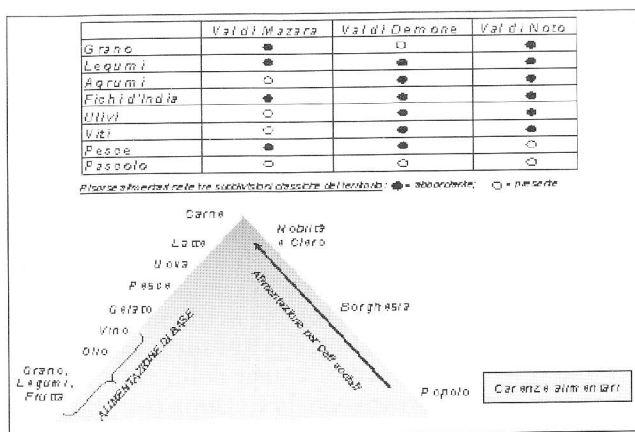 Val di Mazara Val di Demone Val di Noto
Grano ● ○ ●
Legumi ● ● ●
Agrumi ○ ● ●
Fichi d'India ● ● ●
Ulivi ○ ● ●
Viti ○ ● ●
Pesce ● ● ○
Pascolo ○ ○ ○
Risorse alimentari nelle tre suddivisioni classiche del territorio: ● = abbondante; ○ = presente
Carne
Nobiltà
e Clero
Latte
Uova
Pesce
Gelato
Vino
Olio
Grano,
Legumi,
Frutta
ALIMENTAZIONE DI BASE
Alimentazione per Ceti sociali
Borghesia
Popolo
Carenze alimentari